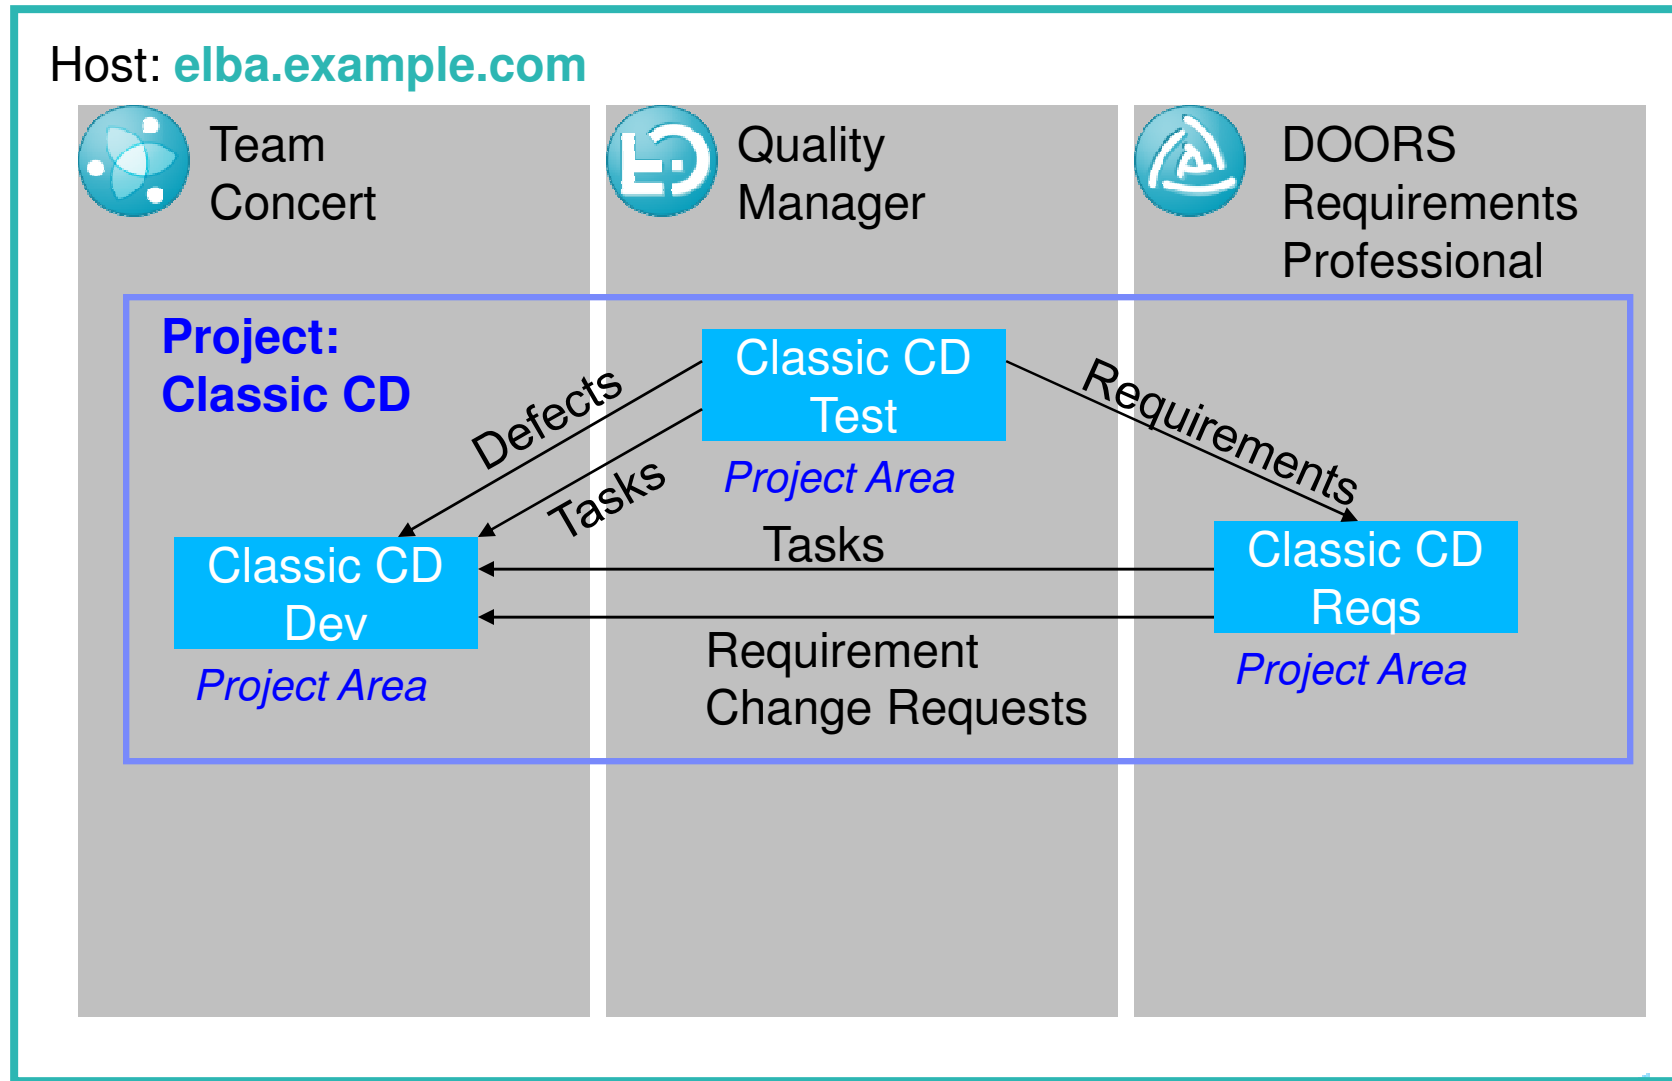 Host: elba.example.com
Team
Concert
Quality
Manager
DOORS
Requirements
Professional
Project:
Classic CD
Classic CD
Test
Project Area
Defects
Tasks
Requirements
Tasks
Classic CD
Dev
Project Area
Classic CD
Reqs
Project Area
Requirement
Change Requests